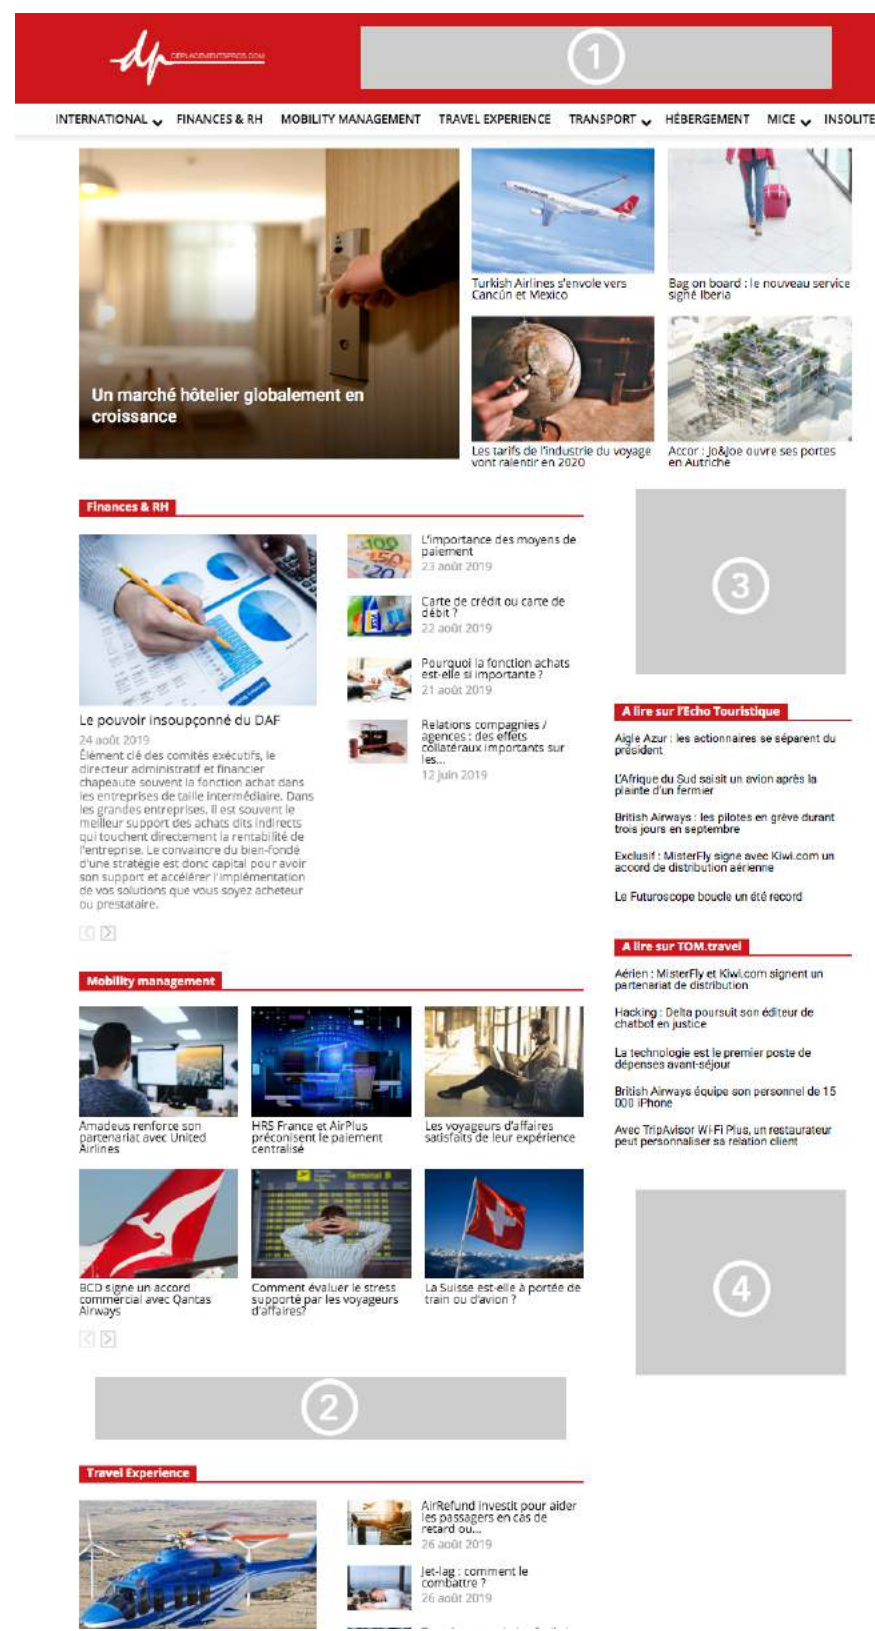 dp DEPLACEMENTSPROS.COM
1
INTERNATIONAL FINANCES & RH MOBILITY MANAGEMENT TRAVEL EXPERIENCE TRANSPORT HÉBERGEMENT MICE INSOLITE
Un marché hôtelier globalement en
croissance
Turkish Airlines s'envole vers
Cancún et Mexico
Bag on board : le nouveau service
signé Iberia
Les tarifs de l'industrie du voyage
vont ralentir en 2020
Accor : Jo&Joe ouvre ses portes
en Autriche
Finances & RH
Le pouvoir insoupçonné du DAF
24 août 2019
Élément clé des comités exécutifs, le
directeur administratif et financier
chapeaute souvent la fonction achat dans
les entreprises de taille intermédiaire. Dans
les grandes entreprises, il est souvent le
meilleur support des achats dits indirects
qui touchent directement la rentabilité de
l'entreprise. Le convaincre du bien-fondé
d'une stratégie est donc capital pour avoir
son support et accélérer l'implémentation
de vos solutions que vous soyez acheteur
ou prestataire.
L'importance des moyens de
paiement
23 août 2019
Carte de crédit ou carte de
débit ?
22 août 2019
Pourquoi la fonction achats
est-elle si importante ?
21 août 2019
Relations compagnies /
agences : des effets
collatéraux importants sur
les...
12 juin 2019
3
A lire sur l'Echo Touristique
Aigle Azur : les actionnaires se séparent du
président
L'Afrique du Sud saisit un avion après la
plainte d'un fermier
British Airways : les pilotes en grève durant
trois jours en septembre
Exclusif : MisterFly signe avec Kiwi.com un
accord de distribution aérienne
Le Futuroscope boucle un été record
A lire sur TOM.travel
Aérien : MisterFly et Kiwi.com signent un
partenariat de distribution
Hacking : Delta poursuit son éditeur de
chatbot en justice
La technologie est le premier poste de
dépenses avant-séjour
British Airways équipe son personnel de 15
000 iPhone
Avec TripAvisor Wi-Fi Plus, un restaurateur
peut personnaliser sa relation client
4
Mobility management
Amadeus renforce son
partenariat avec United
Airlines
HRS France et AirPlus
préconisent le paiement
centralisé
Les voyageurs d'affaires
satisfaits de leur expérience
Terminal B
BCD signe un accord
commercial avec Qantas
Airways
Comment évaluer le stress
supporté par les voyageurs
d'affaires?
La Suisse est-elle à portée de
train ou d'avion ?
2
Travel Experience
AirRefund investit pour aider
les passagers en cas de
retard ou...
26 août 2019
Jet-lag : comment le
combattre ?
26 août 2019